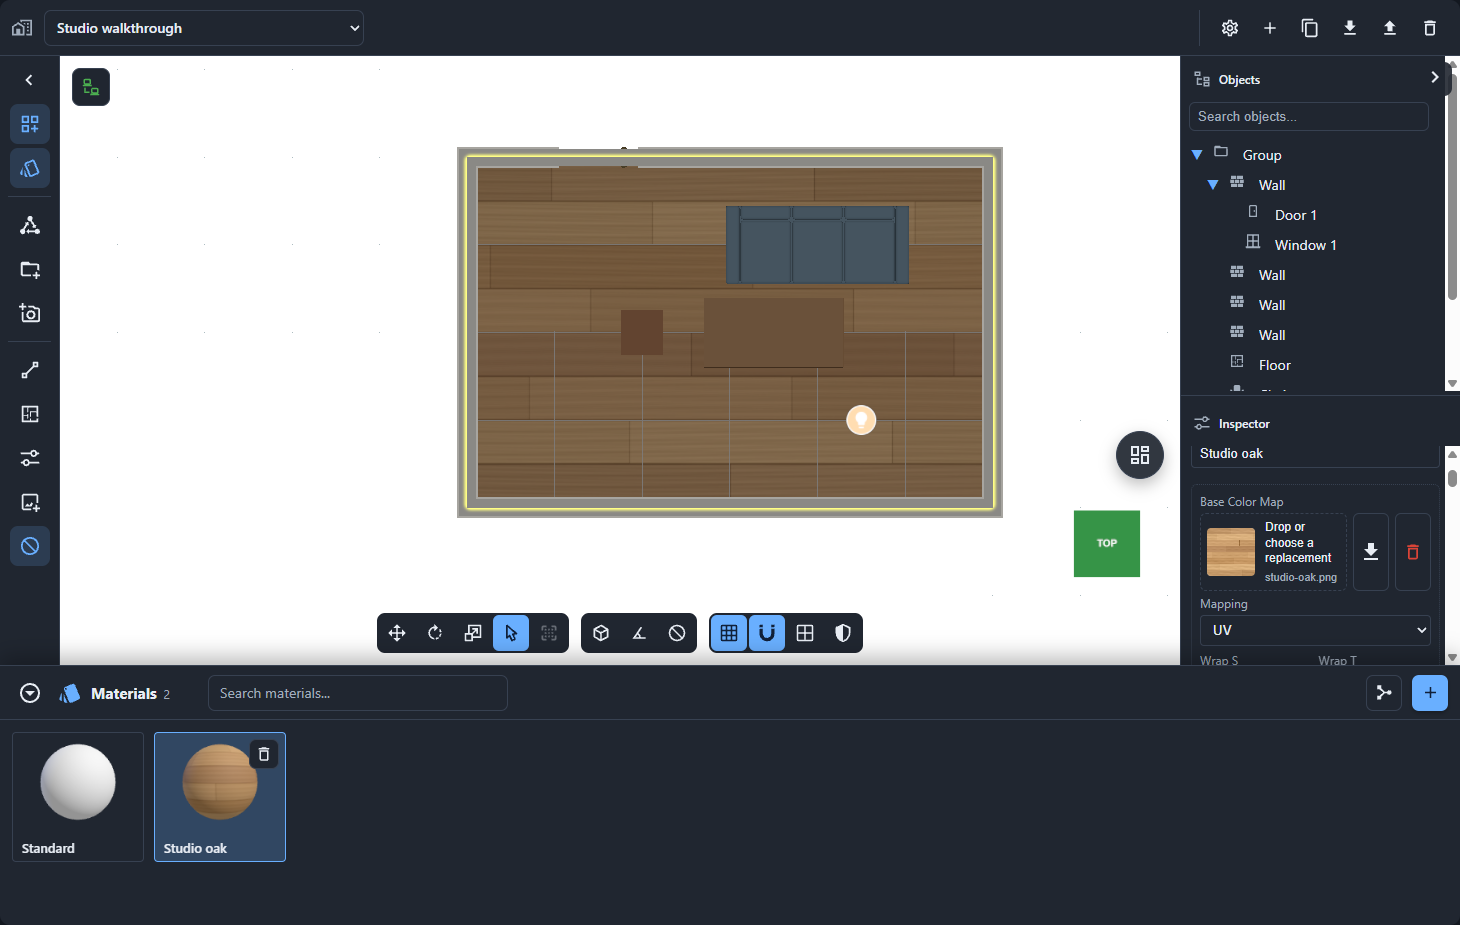 Studio walkthrough
Objects
Search objects...
Group
Wall
Door 1
Window 1
Wall
Wall
Wall
Floor
Inspector
Studio oak
Base Color Map
Drop or
choose a
replacement
studio-oak.png
Mapping
UV
Wrap S
Wrap T
TOP
Materials 2
Search materials...
Standard
Studio oak